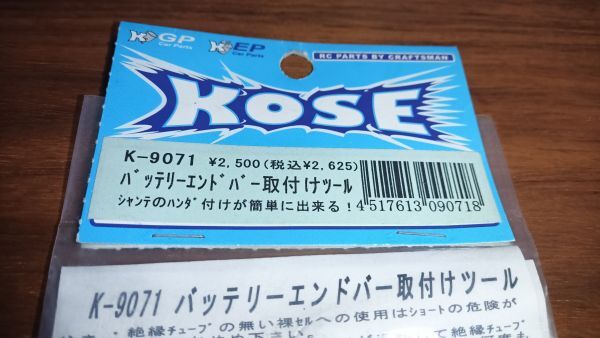 K GP
Car Parts
K EP
Car Parts
RC PARTS BY CRAFTSMAN
KOSE
K-9071 ¥2,500(税込¥2,625)
ﾊﾞｯﾃﾘｰｴﾝﾄﾞﾊﾞｰ取付けﾂｰﾙ
ｼｬﾝﾃのﾊﾝﾀﾞ付けが簡単に出来る!
4 517613 090718
K-9071 バッテリーエンドバー取付けツール
・絶縁ﾁｭｰﾌﾞの無い裸ｾﾙへの使用はｼｮｰﾄの危険が
下さい。
て絶縁ﾁｭｰﾌﾞ